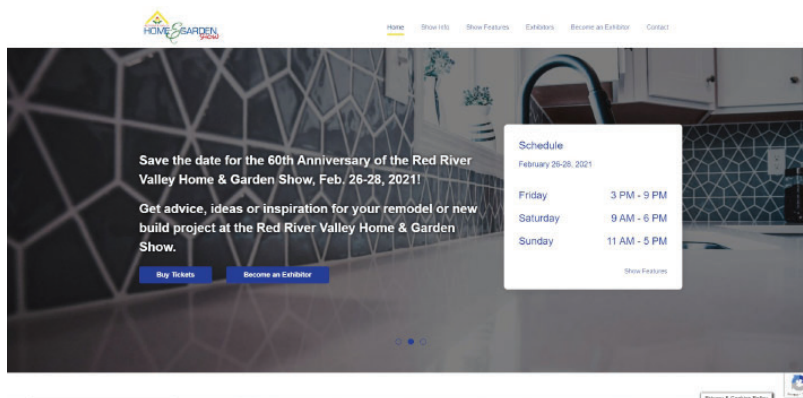 HOME & GARDEN
SHOW
Home Show Info Show Features Exhibitors Become an Exhibitor Contact
Save the date for the 60th Anniversary of the Red River
Valley Home & Garden Show, Feb. 26-28, 2021!
Get advice, ideas or inspiration for your remodel or new
build project at the Red River Valley Home & Garden
Show.
Buy Tickets Become an Exhibitor
Schedule
February 26-28, 2021
Friday 3 PM - 9 PM
Saturday 9 AM - 6 PM
Sunday 11 AM - 5 PM
Show Features